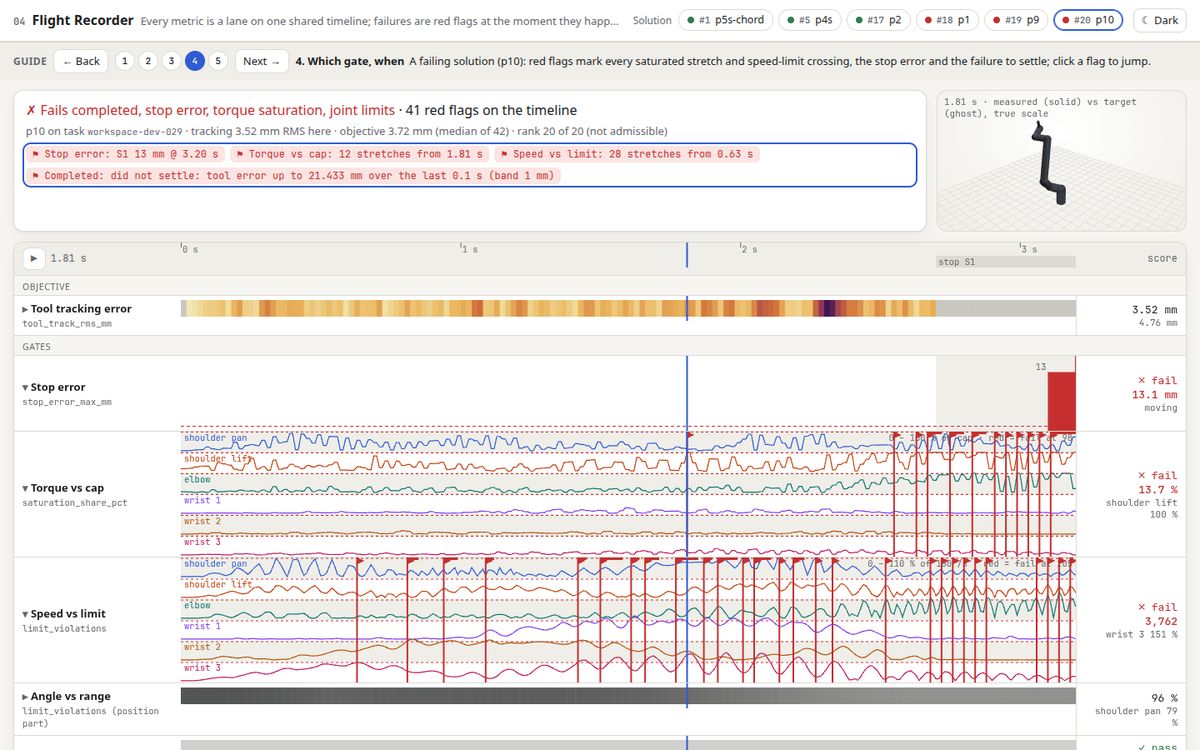 04 Flight Recorder Every metric is a lane on one shared timeline; failures are red flags at the moment they happ... Solution #1 p5s-chord #5 p4s #17 p2 #18 p1 #19 p9 #20 p10 ☾ Dark
GUIDE ← Back 1 2 3 4 5 Next → 4. Which gate, when A failing solution (p10): red flags mark every saturated stretch and speed-limit crossing, the stop error and the failure to settle; click a flag to jump.
✗ Fails completed, stop error, torque saturation, joint limits · 41 red flags on the timeline
p10 on task workspace-dev-029 · tracking 3.52 mm RMS here · objective 3.72 mm (median of 42) · rank 20 of 20 (not admissible)
⚑ Stop error: S1 13 mm @ 3.20 s ⚑ Torque vs cap: 12 stretches from 1.81 s ⚑ Speed vs limit: 28 stretches from 0.63 s
⚑ Completed: did not settle: tool error up to 21.433 mm over the last 0.1 s (band 1 mm)
1.81 s · measured (solid) vs target
(ghost), true scale
▶ 1.81 s 0 s 1 s 2 s 3 s score
stop S1
OBJECTIVE
▸ Tool tracking error
tool_track_rms_mm
3.52 mm
4.76 mm
GATES
▾ Stop error
stop_error_max_mm
13
✕ fail
13.1 mm
moving
▾ Torque vs cap
saturation_share_pct
shoulder pan
shoulder lift
elbow
wrist 1
wrist 2
wrist 3
✕ fail
13.7 %
shoulder lift
100 %
▾ Speed vs limit
limit_violations
shoulder pan
shoulder lift
elbow
wrist 1
wrist 2
wrist 3
✕ fail
3,762
wrist 3 151 %
▸ Angle vs range
limit_violations (position
part)
96 %
shoulder pan 79
%
✓ pass